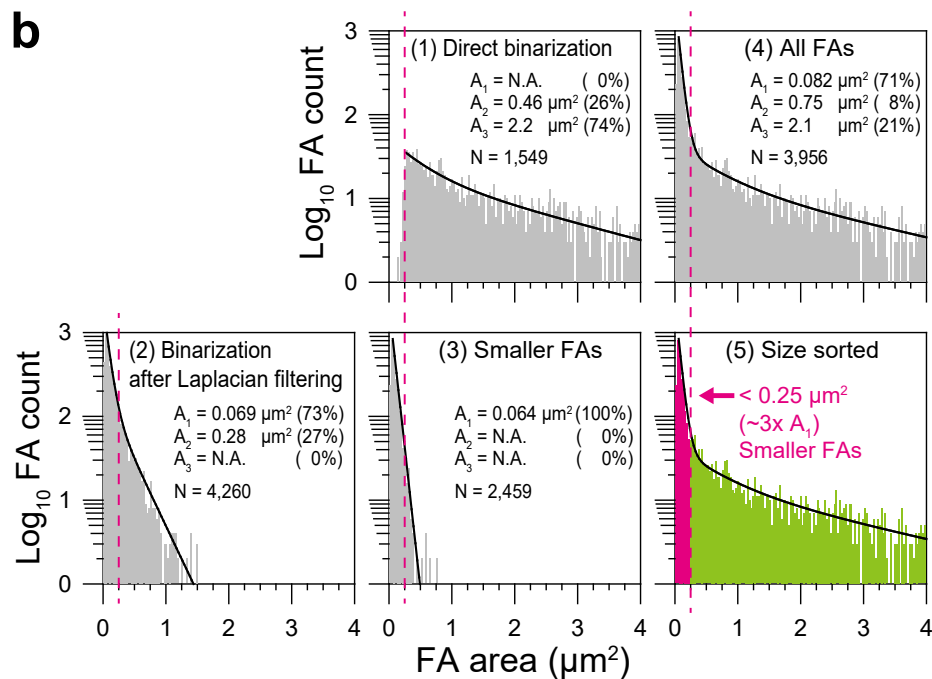 b
(1) Direct binarization
A₁ = N.A. ( 0%)
A₂ = 0.46 µm² (26%)
A₃ = 2.2 µm² (74%)
N = 1,549
(4) All FAs
A₁ = 0.082 µm² (71%)
A₂ = 0.75 µm² ( 8%)
A₃ = 2.1 µm² (21%)
N = 3,956
Log₁₀ FA count
3
2
1
0
0 1 2 3 4
0 1 2 3 4
(2) Binarization
after Laplacian filtering
A₁ = 0.069 µm² (73%)
A₂ = 0.28 µm² (27%)
A₃ = N.A. ( 0%)
N = 4,260
(3) Smaller FAs
A₁ = 0.064 µm² (100%)
A₂ = N.A. ( 0%)
A₃ = N.A. ( 0%)
N = 2,459
(5) Size sorted
< 0.25 µm²
(~3x A₁)
Smaller FAs
Log₁₀ FA count
3
2
1
0
0 1 2 3 4
0 1 2 3 4
0 1 2 3 4
FA area (µm²)